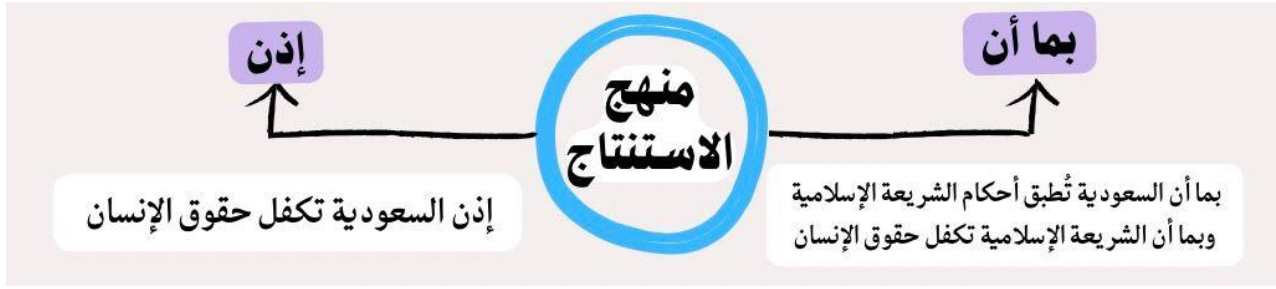 بما أن
إذن
منهج
الاستنتاج
بما أن السعودية تُطبق أحكام الشريعة الإسلامية
وبما أن الشريعة الإسلامية تكفل حقوق الإنسان
إذن السعودية تكفل حقوق الإنسان